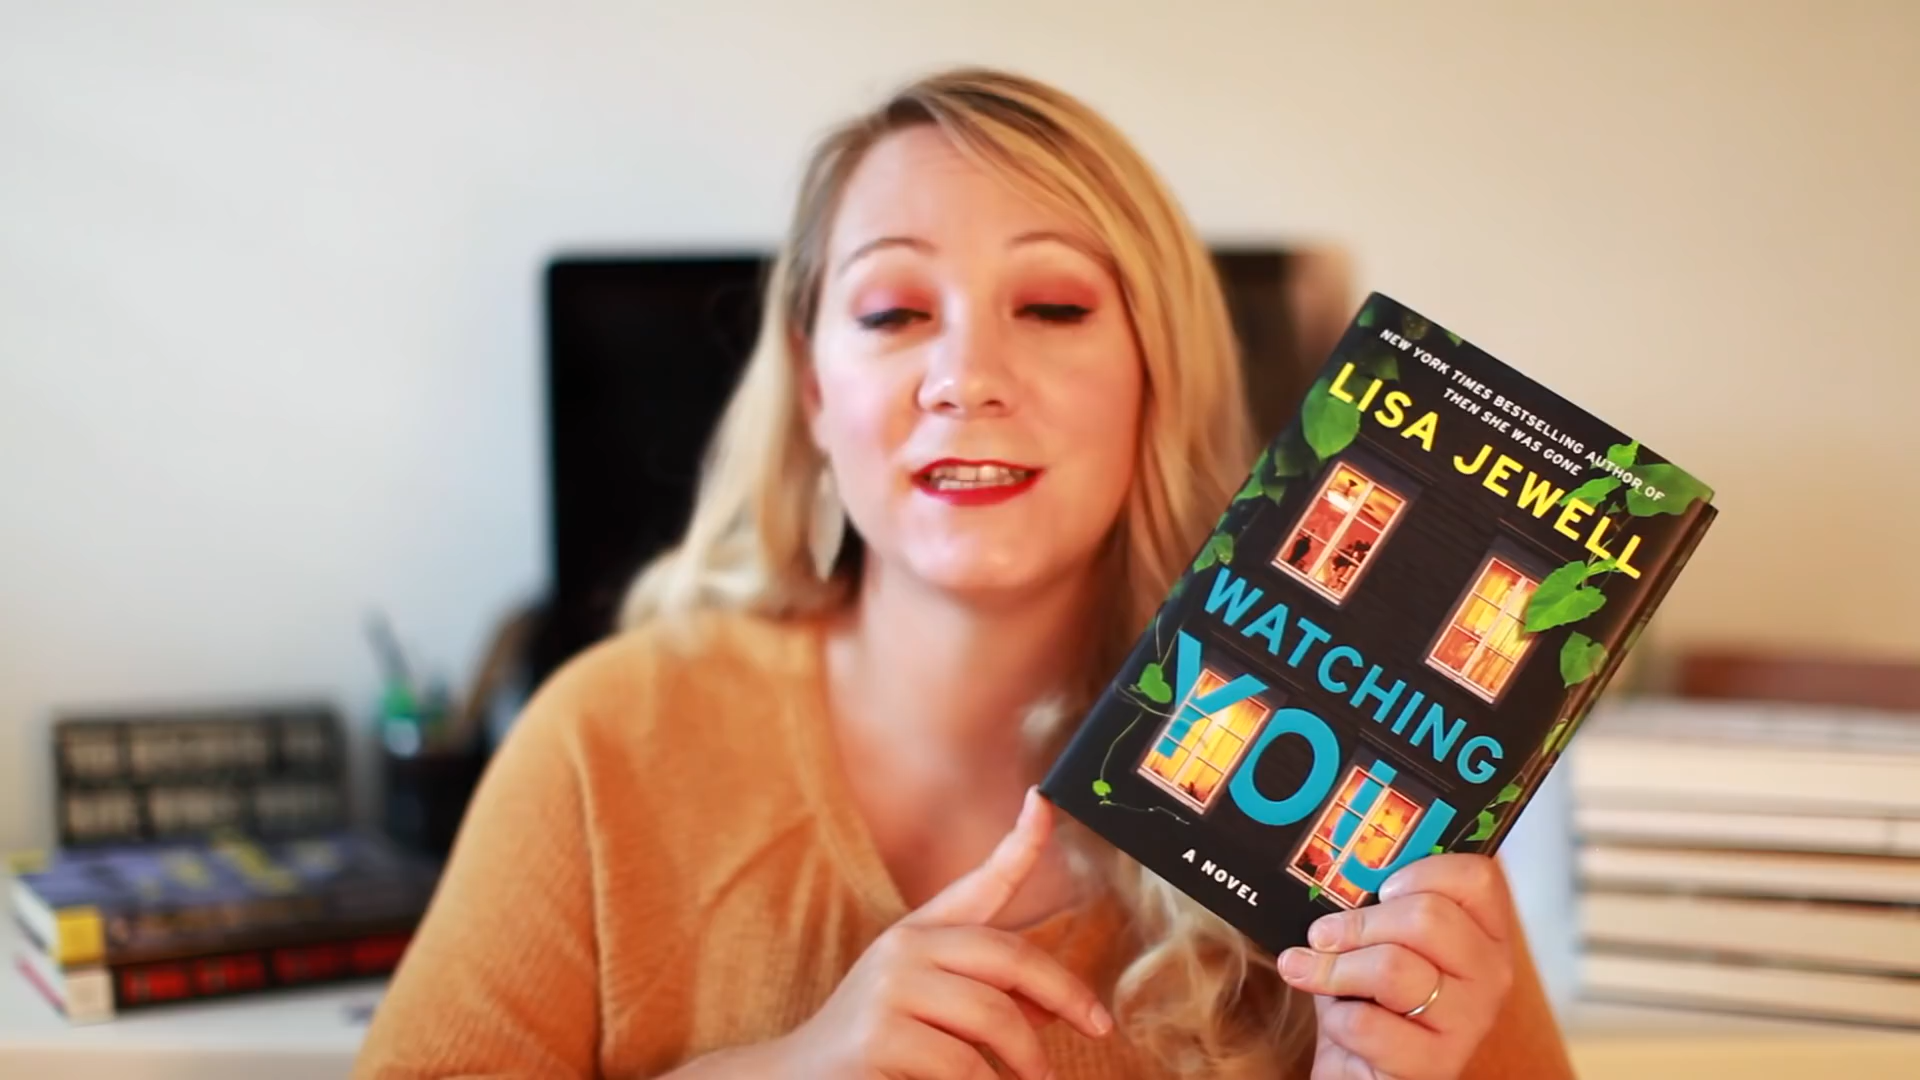 NEW YORK TIMES BESTSELLING AUTHOR OF
THEN SHE WAS GONE
LISA JEWELL
WATCHING
YOU
A NOVEL